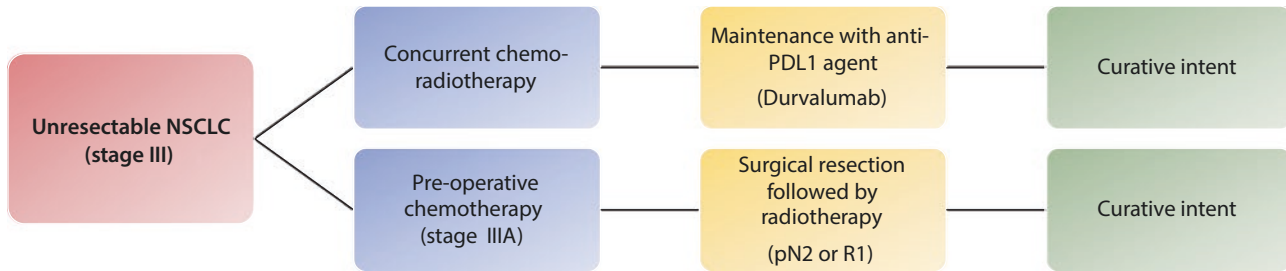 Unresectable NSCLC
(stage III)
Concurrent chemo-
radiotherapy
Maintenance with anti-
PDL1 agent
(Durvalumab)
Curative intent
Pre-operative
chemotherapy
(stage IIIA)
Surgical resection
followed by
radiotherapy
(pN2 or R1)
Curative intent